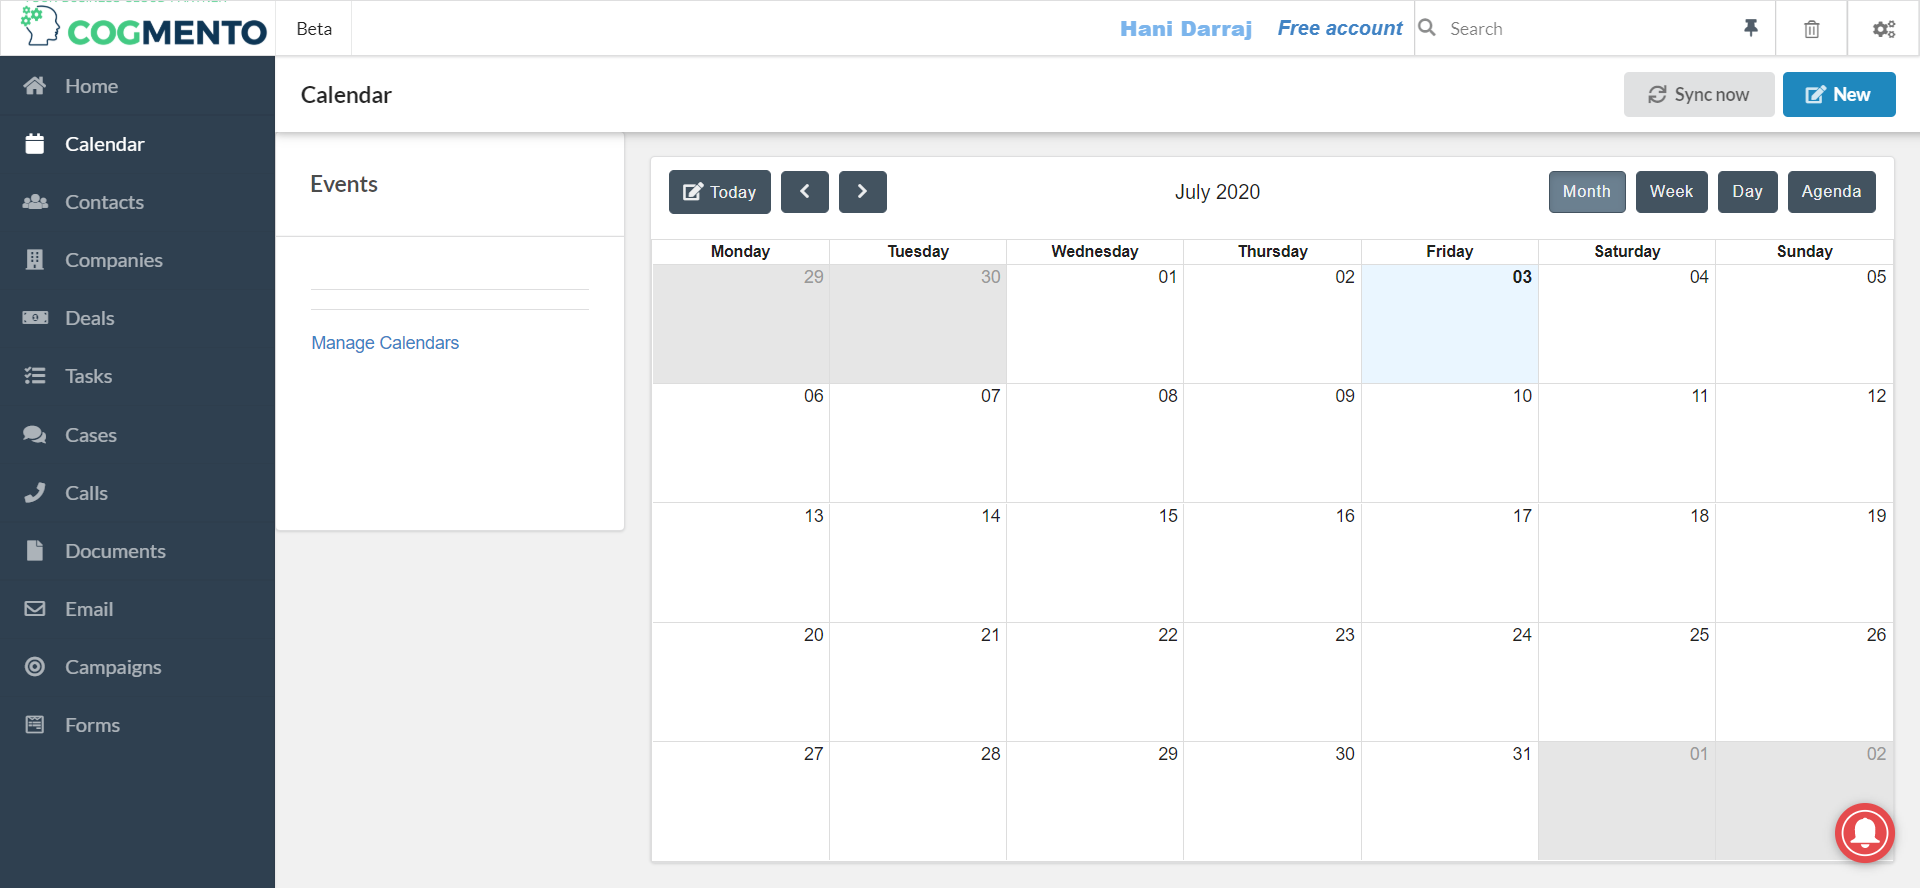 COGMENTO
Beta
Hani Darraj
Free account
Search
Home
Calendar
Contacts
Companies
Deals
Tasks
Cases
Calls
Documents
Email
Campaigns
Forms
Calendar
Sync now
New
Events
Manage Calendars
Today
July 2020
Month Week Day Agenda
Monday Tuesday Wednesday Thursday Friday Saturday Sunday
29 30 01 02 03 04 05
06 07 08 09 10 11 12
13 14 15 16 17 18 19
20 21 22 23 24 25 26
27 28 29 30 31 01 02